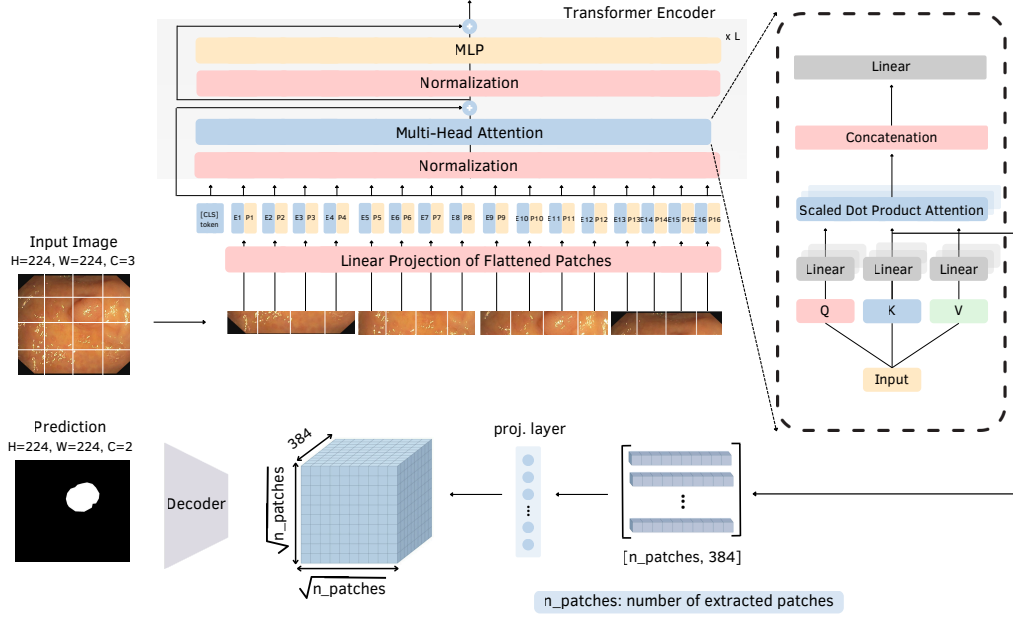 Transformer Encoder
x L
MLP
Normalization
Multi-Head Attention
Normalization
[CLS]
token
E1 P1 E2 P2 E3 P3 E4 P4 E5 P5 E6 P6 E7 P7 E8 P8 E9 P9 E10 P10 E11 P11 E12 P12 E13 P13 E14 P14 E15 P15 E16 P16
Linear Projection of Flattened Patches
Input Image
H=224, W=224, C=3
Linear
Concatenation
Scaled Dot Product Attention
Linear Linear Linear
Q K V
Input
Prediction
H=224, W=224, C=2
Decoder
384
√n_patches
√n_patches
proj. layer
[n_patches, 384]
n_patches: number of extracted patches